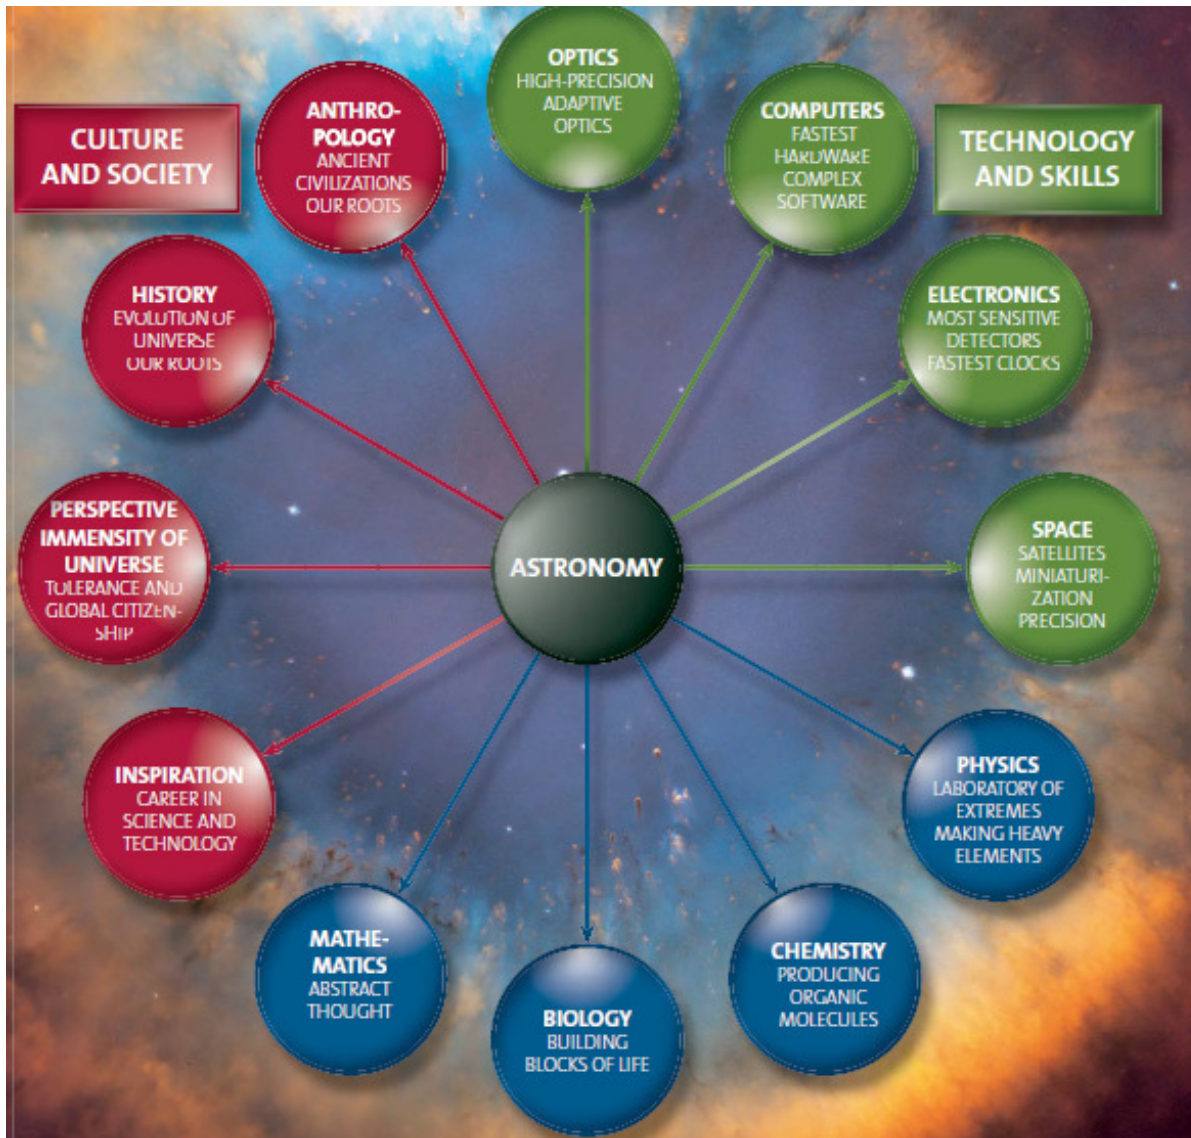 CULTURE
AND SOCIETY
ANTHRO-
POLOGY
ANCIENT
CIVILIZATIONS
OUR ROOTS
OPTICS
HIGH-PRECISION
ADAPTIVE
OPTICS
COMPUTERS
FASTEST
HARDWARE
COMPLEX
SOFTWARE
TECHNOLOGY
AND SKILLS
HISTORY
EVOLUTION OF
UNIVERSE
OUR ROOTS
ELECTRONICS
MOST SENSITIVE
DETECTORS
FASTEST CLOCKS
PERSPECTIVE
IMMENSITY OF
UNIVERSE
TOLERANCE AND
GLOBAL CITIZEN-
SHIP
ASTRONOMY
SPACE
SATELLITES
MINIATURI-
ZATION
PRECISION
INSPIRATION
CAREER IN
SCIENCE AND
TECHNOLOGY
PHYSICS
LABORATORY OF
EXTREMES
MAKING HEAVY
ELEMENTS
MATHE-
MATICS
ABSTRACT
THOUGHT
BIOLOGY
BUILDING
BLOCKS OF LIFE
CHEMISTRY
PRODUCING
ORGANIC
MOLECULES